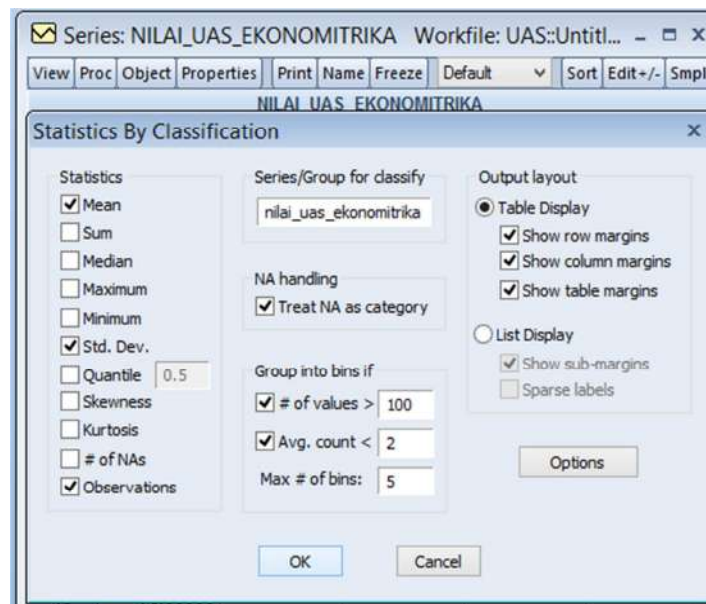 Series: NILAI_UAS_EKONOMITRIKA Workfile: UAS::Untitl...
View Proc Object Properties Print Name Freeze Default Sort Edit+/- Smpl
NILAI_UAS_EKONOMITRIKA
Statistics By Classification
Statistics
Mean
Sum
Median
Maximum
Minimum
Std. Dev.
Quantile 0.5
Skewness
Kurtosis
# of NAs
Observations
Series/Group for classify
nilai_uas_ekonomitrika
NA handling
Treat NA as category
Group into bins if
# of values > 100
Avg. count < 2
Max # of bins: 5
Output layout
Table Display
Show row margins
Show column margins
Show table margins
List Display
Show sub-margins
Sparse labels
Options
OK Cancel